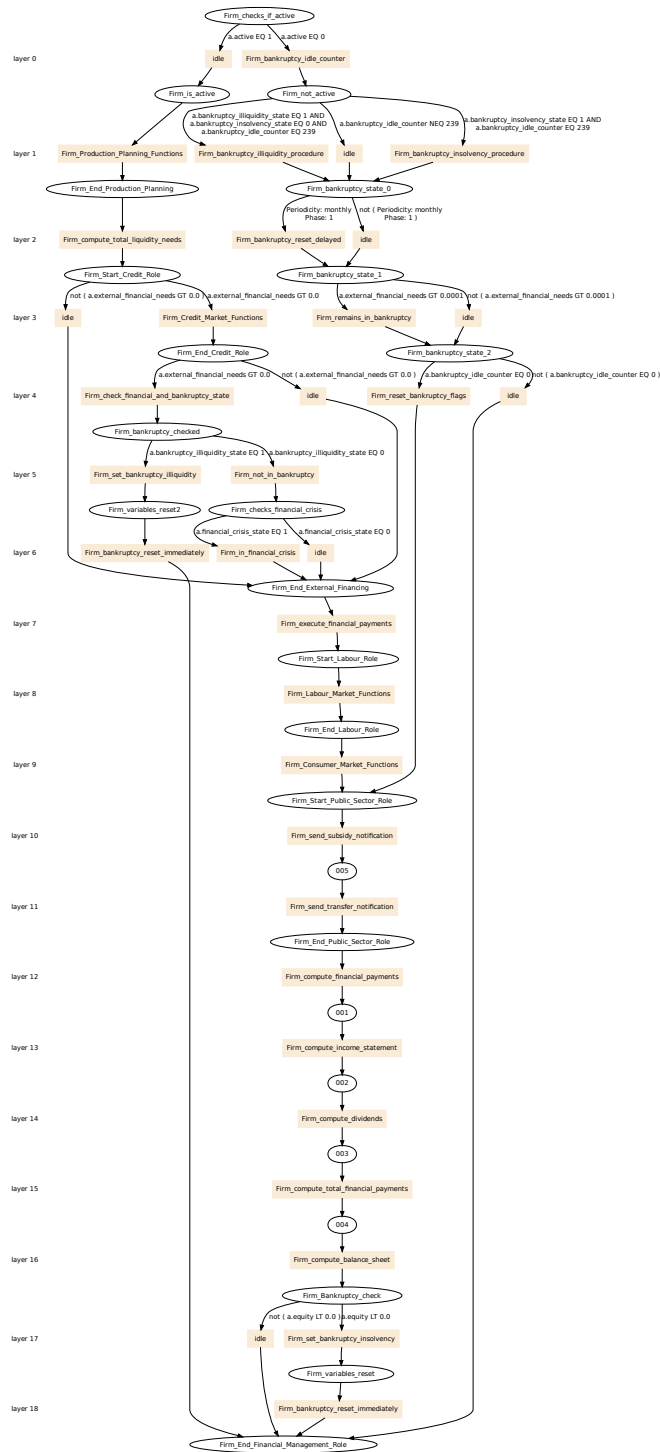 Firm_checks_if_active
a.active EQ 1
a.active EQ 0
layer 0
idle
Firm_bankruptcy_idle_counter
Firm_is_active
Firm_not_active
a.bankruptcy_illiquidity_state EQ 1 AND
a.bankruptcy_insolvency_state EQ 0 AND
a.bankruptcy_idle_counter EQ 239
a.bankruptcy_idle_counter NEQ 239
a.bankruptcy_insolvency_state EQ 1 AND
a.bankruptcy_idle_counter EQ 239
layer 1
Firm_Production_Planning_Functions
Firm_bankruptcy_illiquidity_procedure
idle
Firm_bankruptcy_insolvency_procedure
Firm_End_Production_Planning
Firm_bankruptcy_state_0
Periodicity: monthly
Phase: 1
not ( Periodicity: monthly
Phase: 1 )
layer 2
Firm_compute_total_liquidity_needs
Firm_bankruptcy_reset_delayed
idle
Firm_Start_Credit_Role
Firm_bankruptcy_state_1
not ( a.external_financial_needs GT 0.0 )
a.external_financial_needs GT 0.0
a.external_financial_needs GT 0.0001
not ( a.external_financial_needs GT 0.0001 )
layer 3
idle
Firm_Credit_Market_Functions
Firm_remains_in_bankruptcy
idle
Firm_End_Credit_Role
Firm_bankruptcy_state_2
a.external_financial_needs GT 0.0
not ( a.external_financial_needs GT 0.0 )
a.bankruptcy_idle_counter EQ 0
not ( a.bankruptcy_idle_counter EQ 0 )
layer 4
Firm_check_financial_and_bankruptcy_state
idle
Firm_reset_bankruptcy_flags
idle
Firm_bankruptcy_checked
a.bankruptcy_illiquidity_state EQ 1
a.bankruptcy_illiquidity_state EQ 0
layer 5
Firm_set_bankruptcy_illiquidity
Firm_not_in_bankruptcy
Firm_variables_reset2
Firm_checks_financial_crisis
a.financial_crisis_state EQ 1
a.financial_crisis_state EQ 0
layer 6
Firm_bankruptcy_reset_immediately
Firm_in_financial_crisis
idle
Firm_End_External_Financing
layer 7
Firm_execute_financial_payments
Firm_Start_Labour_Role
layer 8
Firm_Labour_Market_Functions
Firm_End_Labour_Role
layer 9
Firm_Consumer_Market_Functions
Firm_Start_Public_Sector_Role
layer 10
Firm_send_subsidy_notification
005
layer 11
Firm_send_transfer_notification
Firm_End_Public_Sector_Role
layer 12
Firm_compute_financial_payments
001
layer 13
Firm_compute_income_statement
002
layer 14
Firm_compute_dividends
003
layer 15
Firm_compute_total_financial_payments
004
layer 16
Firm_compute_balance_sheet
Firm_Bankruptcy_check
not ( a.equity LT 0.0 )
a.equity LT 0.0
layer 17
idle
Firm_set_bankruptcy_insolvency
Firm_variables_reset
layer 18
Firm_bankruptcy_reset_immediately
Firm_End_Financial_Management_Role